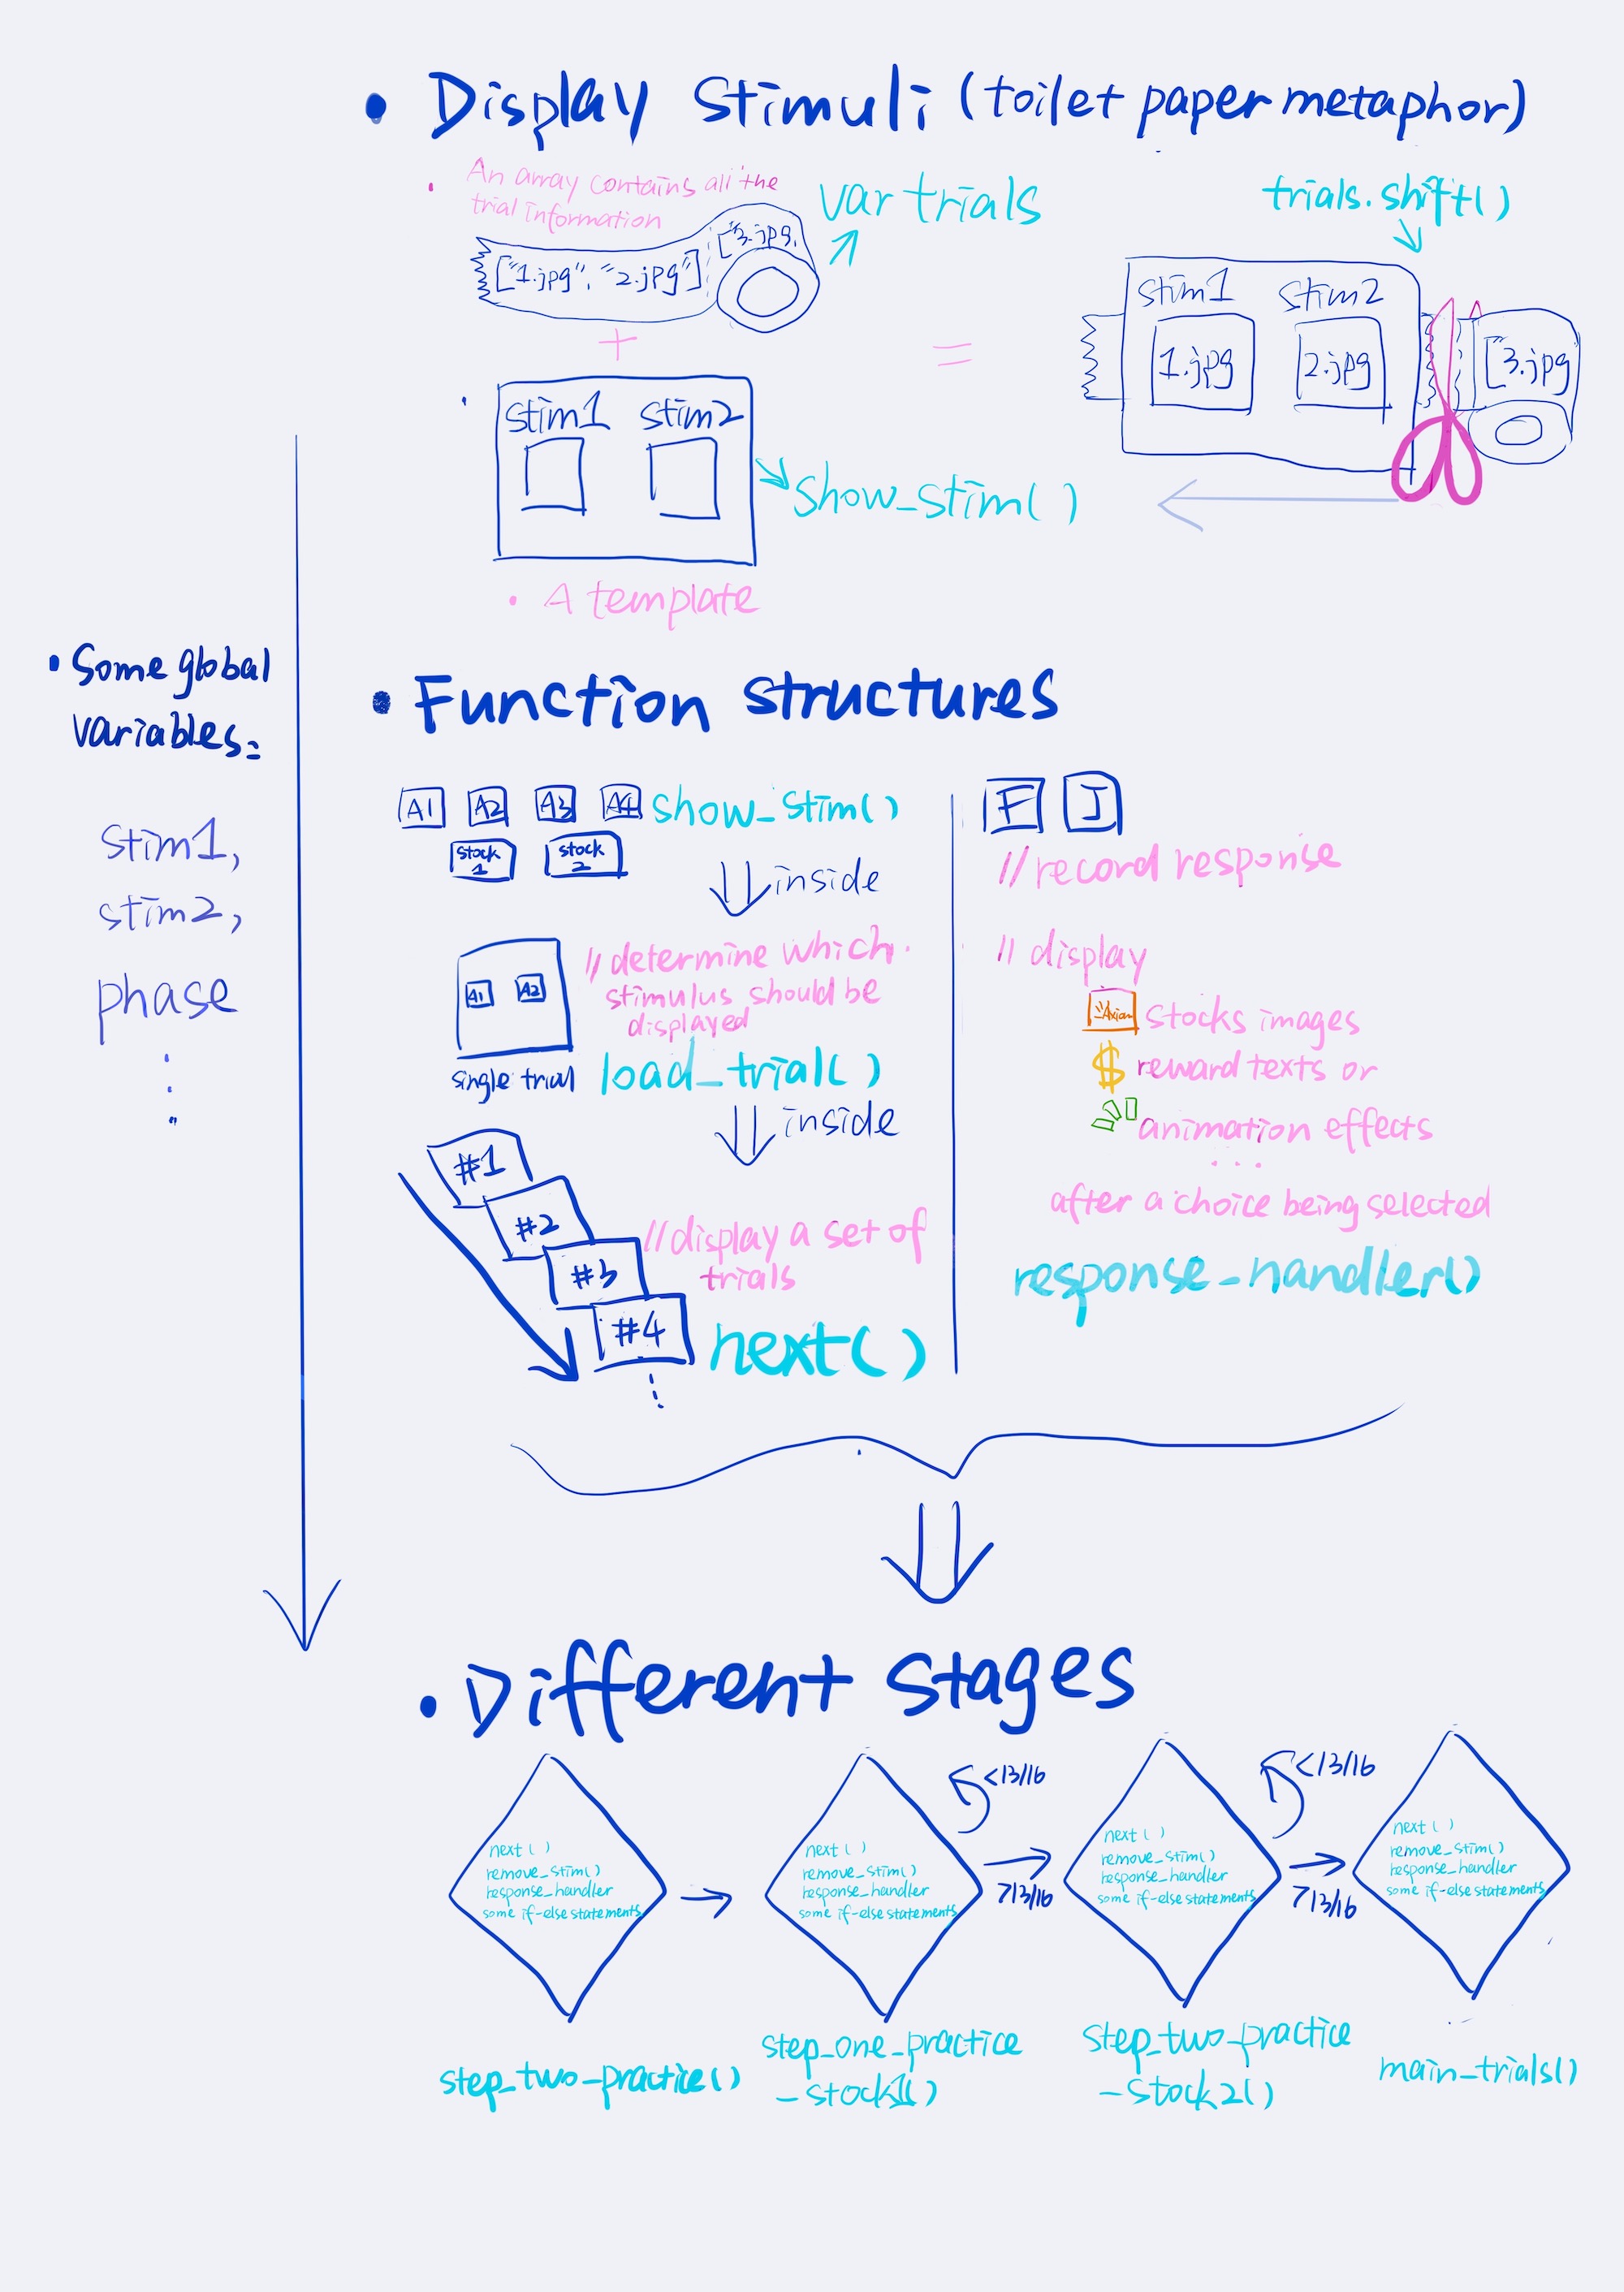 • Display Stimuli (toilet paper metaphor)
• An array contains all the
trial information
var trials
trials.shift()
["1.jpg", "2.jpg"]
["3.jpg,
+
=
stim1 stim2
1.jpg 2.jpg
["3.jpg
stim1 stim2
show_stim( )
• A template
• Some global
variables:
stim1,
stim2,
phase
• Function structures
A1 A2 A3 A4 show_stim( )
stock
1
stock
2
inside
A1 A2
single trial
// determine which
stimulus should be
displayed
load_trial( )
inside
#1
#2
#3
#4
// display a set of
trials
next( )
F J
// record response
// display
"Axion
stocks images
$ reward texts or
animation effects
...
after a choice being selected
response_handler()
• Different stages
next ( )
remove_stim( )
response_handler
some if-else statements
step_two_practice( )
next ( )
remove_stim( )
response_handler
some if-else statements
step_one_practice
_stock1( )
<13/16
>13/16
next ( )
remove_stim( )
response_handler
some if-else statements
step_two_practice
_stock2( )
<13/16
>13/16
next ( )
remove_stim( )
response_handler
some if-else statements
main_trials()